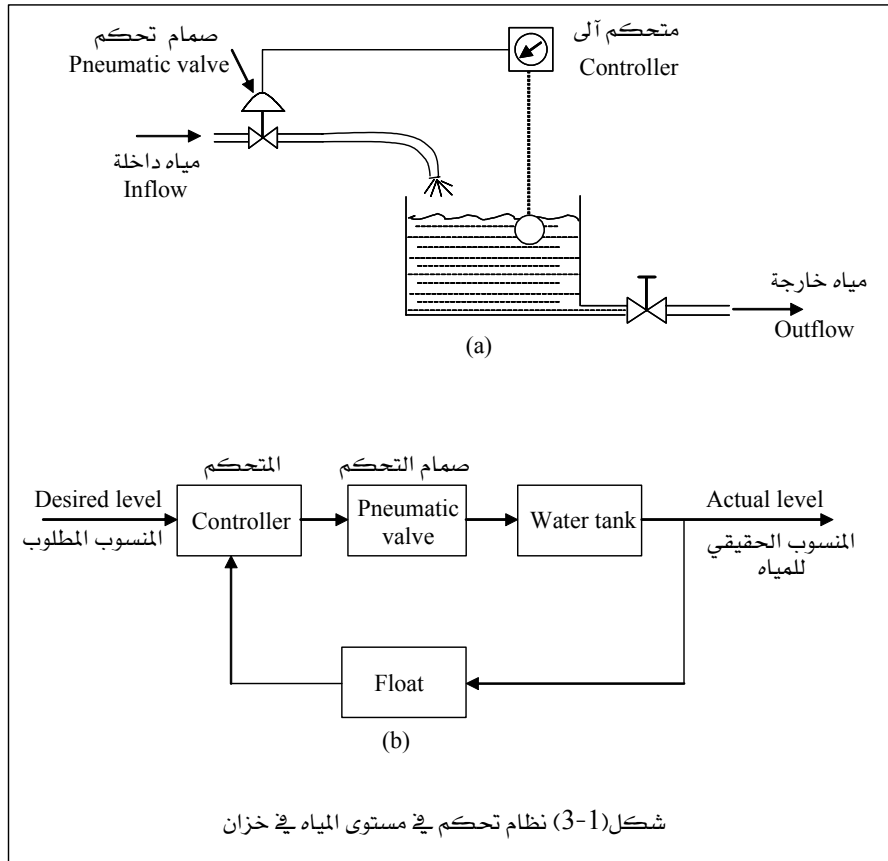 صمام تحكم
Pneumatic valve
متحكم آلى
Controller
مياه داخلة
Inflow
مياه خارجة
Outflow
(a)
المتحكم
صمام التحكم
Desired level
المنسوب المطلوب
Controller
Pneumatic
valve
Water tank
Actual level
المنسوب الحقيقي
للمياه
Float
(b)
شكل(1-3) نظام تحكم في مستوى المياه في خزان